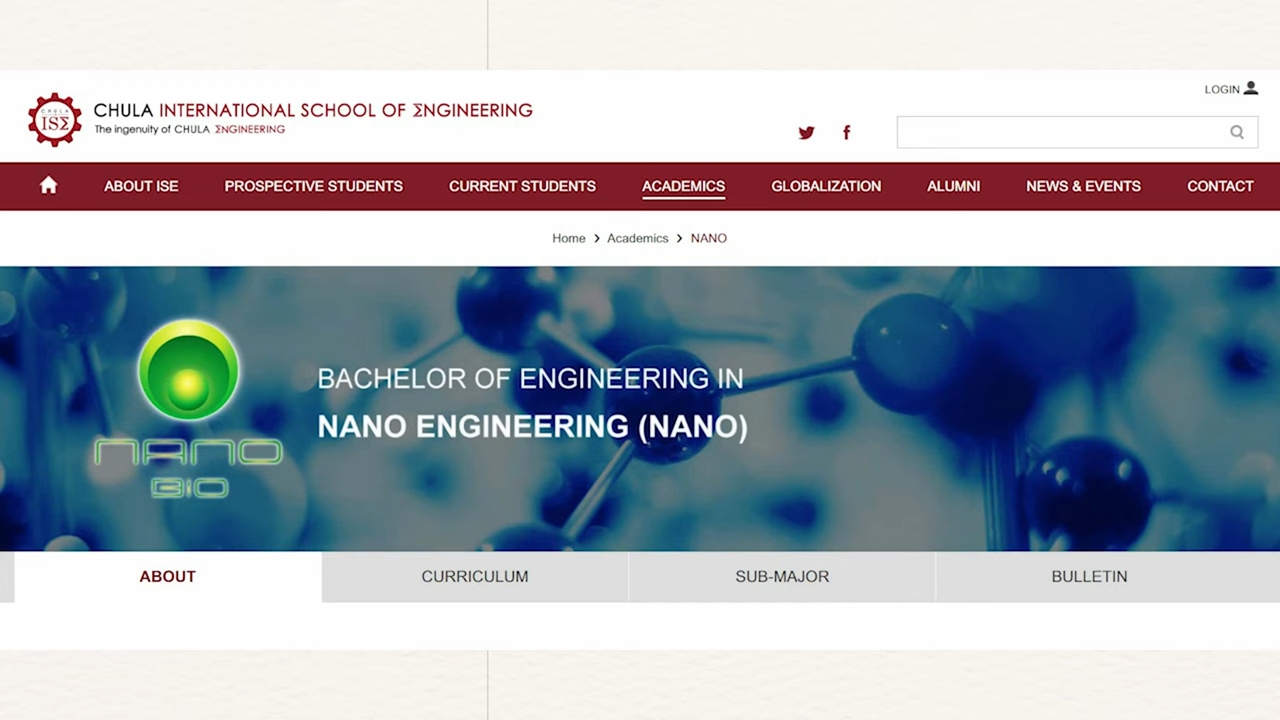 LOGIN
CHULA
ISΣ
CHULA INTERNATIONAL SCHOOL OF ΣNGINEERING
The ingenuity of CHULA ΣNGINEERING
ABOUT ISE PROSPECTIVE STUDENTS CURRENT STUDENTS ACADEMICS GLOBALIZATION ALUMNI NEWS & EVENTS CONTACT
Home > Academics > NANO
BACHELOR OF ENGINEERING IN
NANO ENGINEERING (NANO)
NANO
BIO
ABOUT CURRICULUM SUB-MAJOR BULLETIN